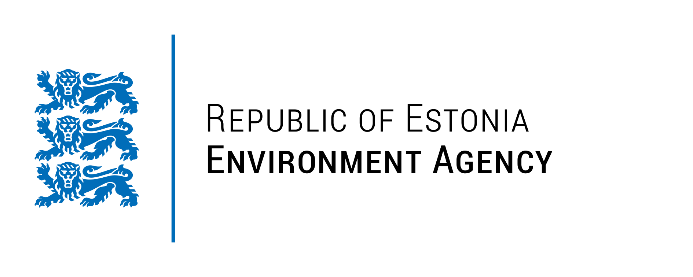 Republic of Estonia
Environment Agency